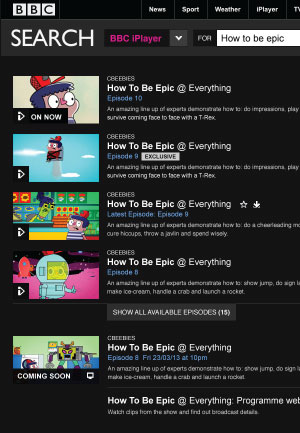 BBC
News Sport Weather iPlayer TV
SEARCH BBC iPlayer FOR How to be epic
CBEEBIES
How To Be Epic @ Everything
Episode 10
An amazing line up of experts demonstrate how to: do impressions, play
survive coming face to face with a T-Rex.
ON NOW
CBEEBIES
How To Be Epic @ Everything
Episode 9 EXCLUSIVE
An amazing line up of experts demonstrate how to: do impressions, play
survive coming face to face with a T-Rex.
CBEEBIES
How To Be Epic @ Everything
Latest Episode: Episode 9
An amazing line up of experts demonstrate how to: do a cheerleading mo
cure hiccups, throw a javlin and spend wisely.
CBEEBIES
How To Be Epic @ Everything
Episode 8
An amazing line up of experts demonstrate how to: show jump, do sign l
make ice-cream, handle a crab and launch a rocket.
SHOW ALL AVAILABLE EPISODES (15)
CBEEBIES
How To Be Epic @ Everything
Episode 8 Fri 23/03/13 at 10pm
An amazing line up of experts demonstrate how to: show jump, do sign la
make ice-cream, handle a crab and launch a rocket.
COMING SOON
How To Be Epic @ Everything: Programme web
Watch clips from the show and find out broadcast details.